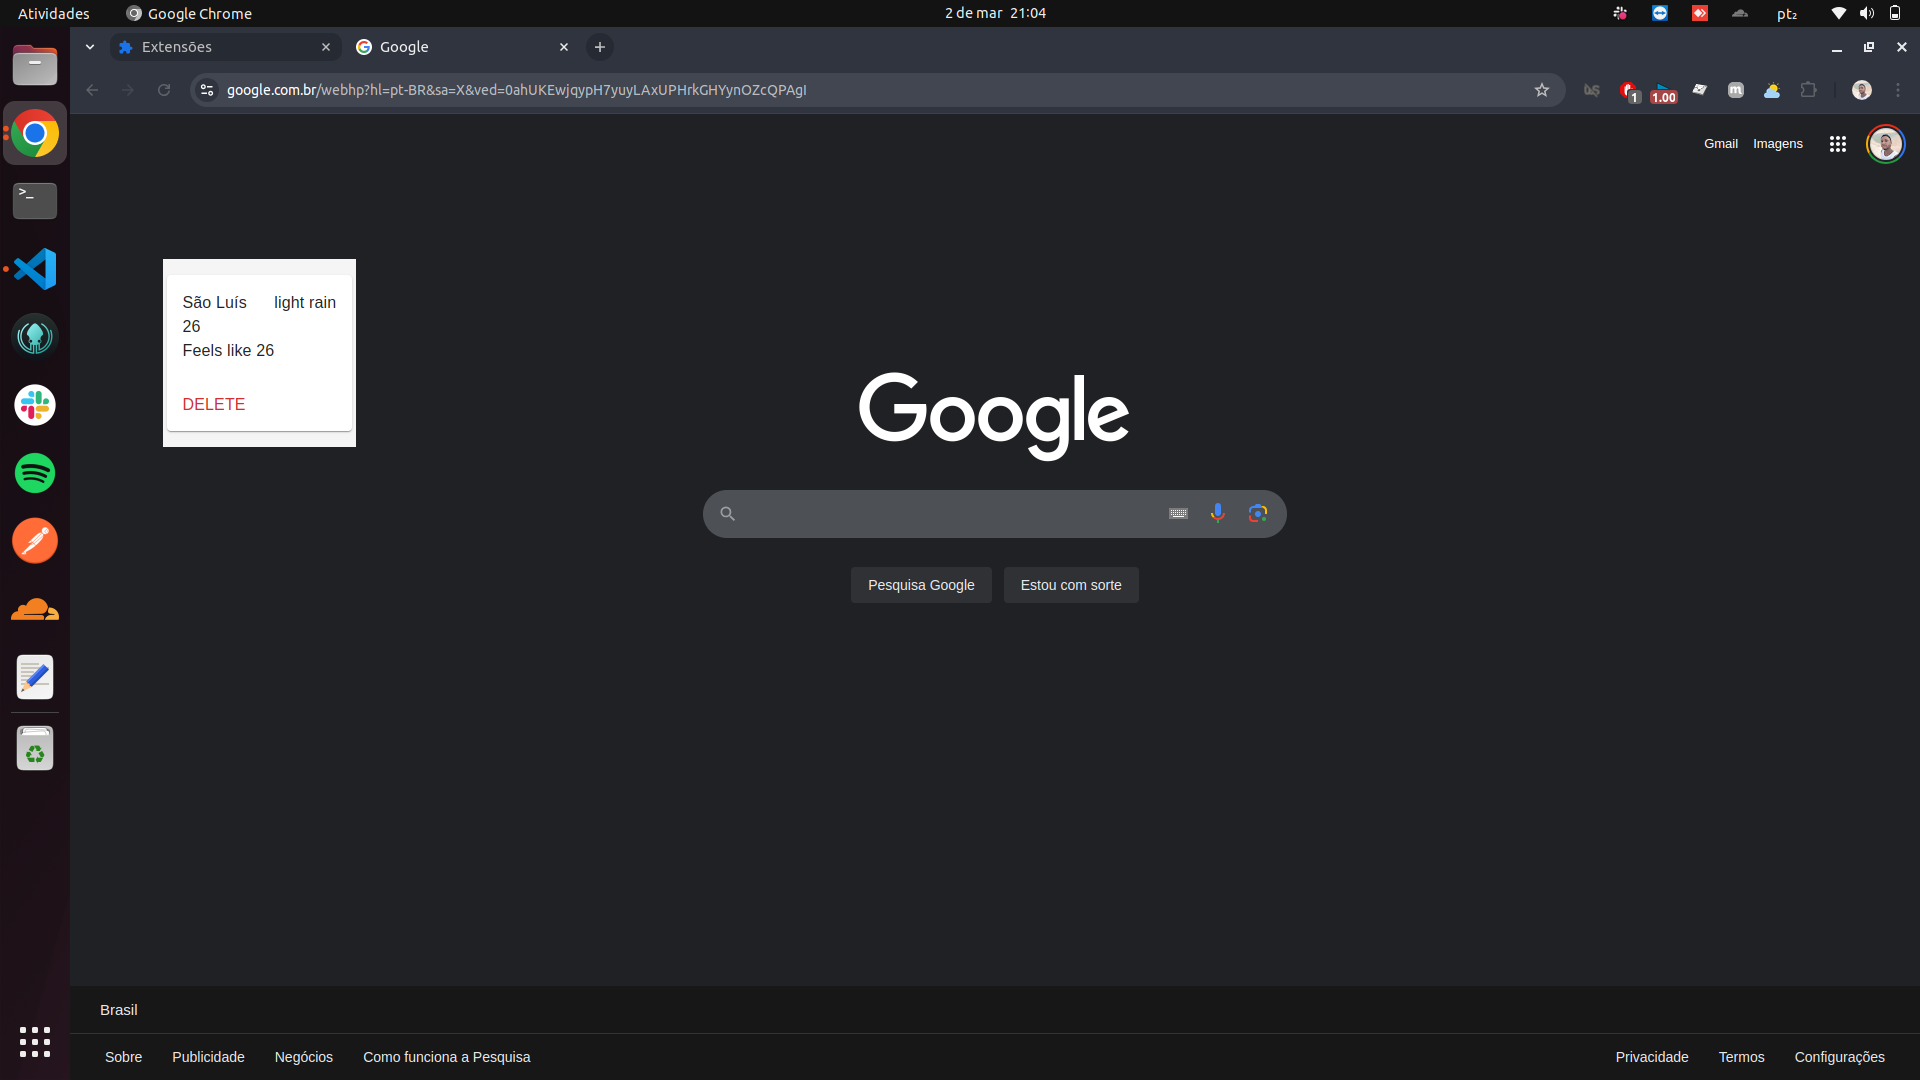 Atividades
Google Chrome
2 de mar 21:04
pt₂
Extensões
Google
google.com.br/webhp?hl=pt-BR&sa=X&ved=0ahUKEwjqypH7yuyLAxUPHrkGHYynOZcQPAgI
1
1.00
Gmail
Imagens
São Luís
light rain
26
Feels like 26
DELETE
Google
Pesquisa Google
Estou com sorte
Brasil
Sobre
Publicidade
Negócios
Como funciona a Pesquisa
Privacidade
Termos
Configurações